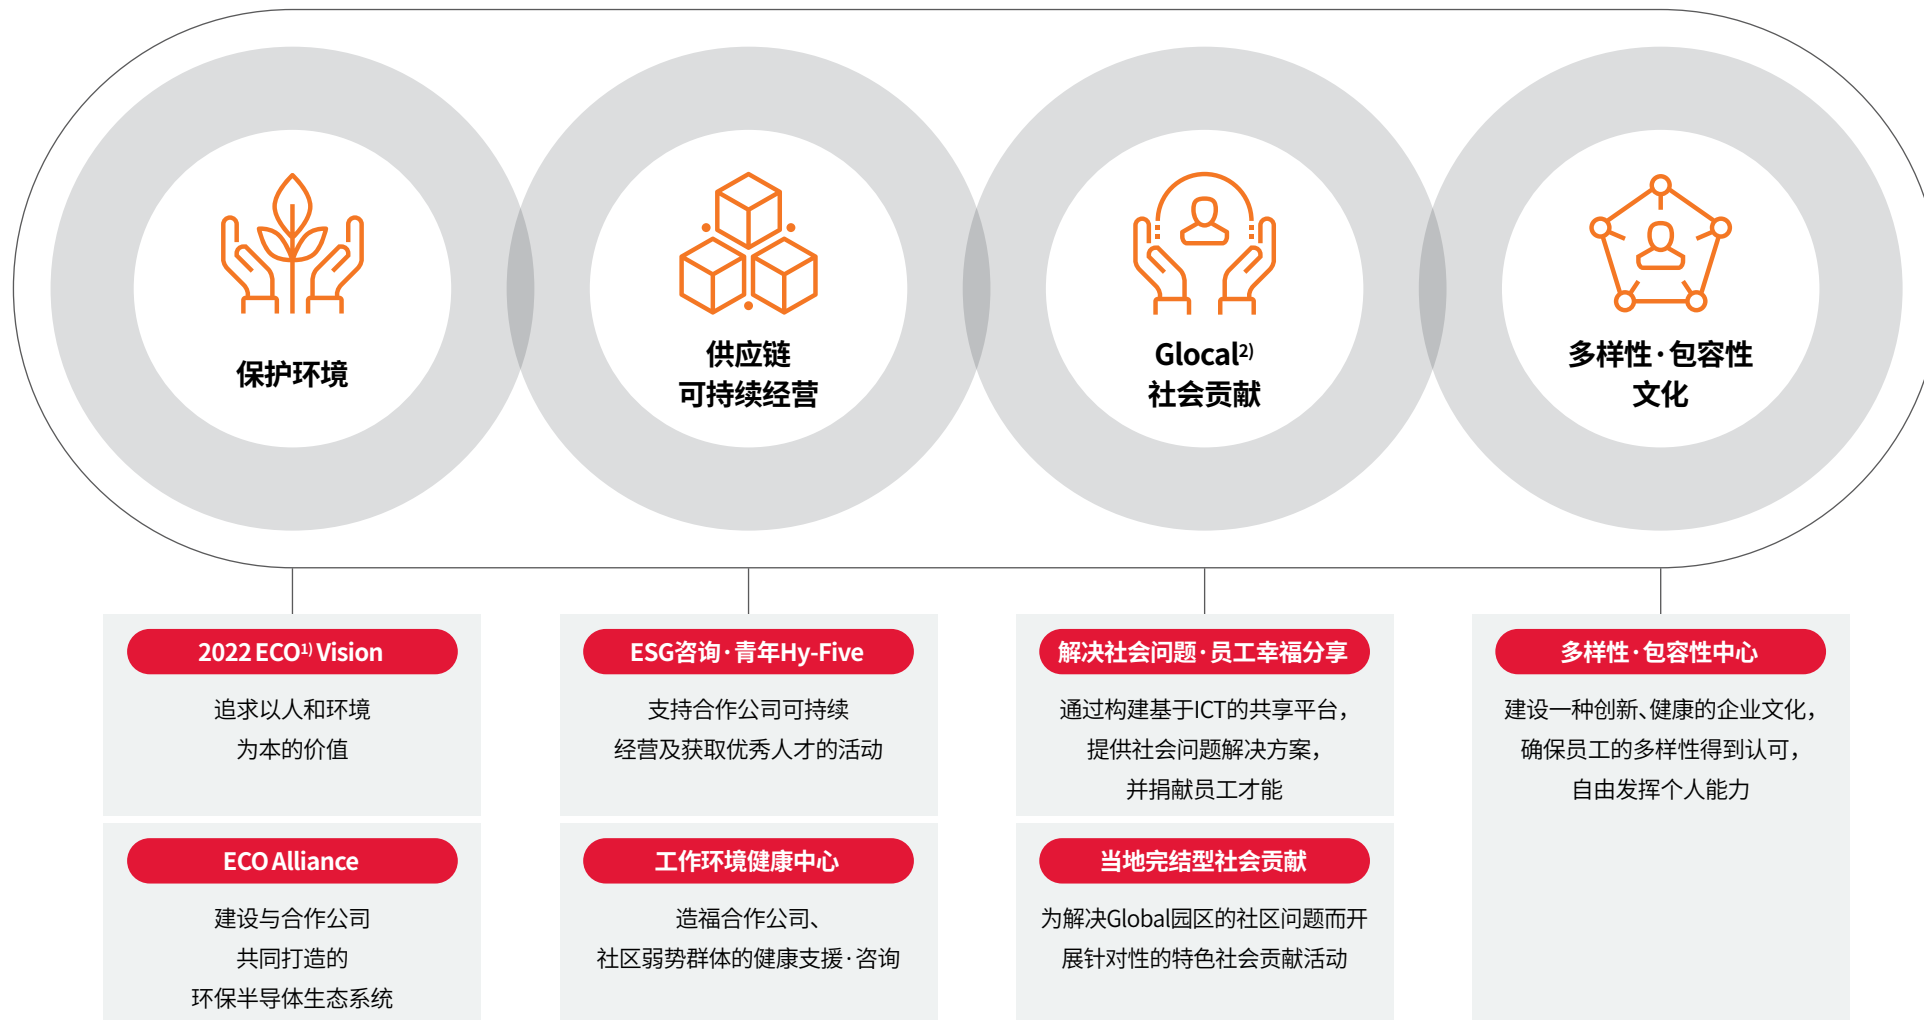 保护环境
供应链
可持续经营
Glocal2)
社会贡献
多样性·包容性
文化
2022 ECO1) Vision
追求以人和环境
为本的价值
ECO Alliance
建设与合作公司
共同打造的
环保半导体生态系统
ESG咨询·青年Hy-Five
支持合作公司可持续
经营及获取优秀人才的活动
工作环境健康中心
造福合作公司、
社区弱势群体的健康支援·咨询
解决社会问题·员工幸福分享
通过构建基于ICT的共享平台，
提供社会问题解决方案，
并捐献员工才能
当地完结型社会贡献
为解决Global园区的社区问题而开
展针对性的特色社会贡献活动
多样性·包容性中心
建设一种创新、健康的企业文化，
确保员工的多样性得到认可，
自由发挥个人能力